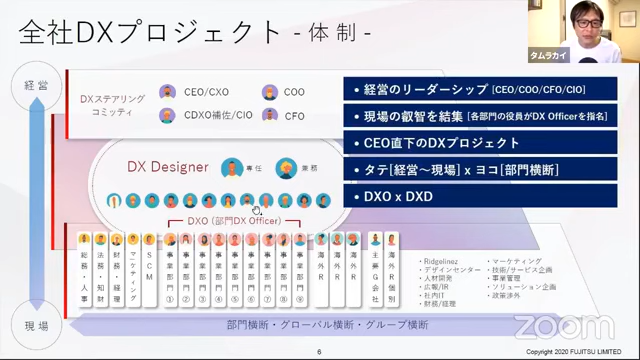 全社DXプロジェクト - 体 制 -
タムラカイ
経営
DXステアリング
コミッティ
CEO/CXO
COO
CDXO補佐/CIO
CFO
• 経営のリーダーシップ [CEO/COO/CFO/CIO]
• 現場の叡智を結集 [各部門の役員がDX Officerを指名]
• CEO直下のDXプロジェクト
• タテ[経営～現場] x ヨコ[部門横断]
• DXO x DXD
DX Designer
専任
兼務
DXO (部門DX Officer)
総務・人事
法務・知財
財務・経理
マーケティング
SCM
事業部門①
事業部門②
事業部門③
事業部門④
事業部門⑤
事業部門⑥
事業部門⑦
事業部門⑧
事業部門⑨
海外R
海外R
海外R
主要G会社
海外R個別
・Ridgelinez
・デザインセンター
・人材開発
・広報/IR
・社内IT
・財務/経理
・マーケティング
・技術/サービス企画
・事業管理
・ソリューション企画
・政策渉外
現場
部門横断・グローバル横断・グループ横断
zoom
6
Copyright 2020 FUJITSU LIMITED